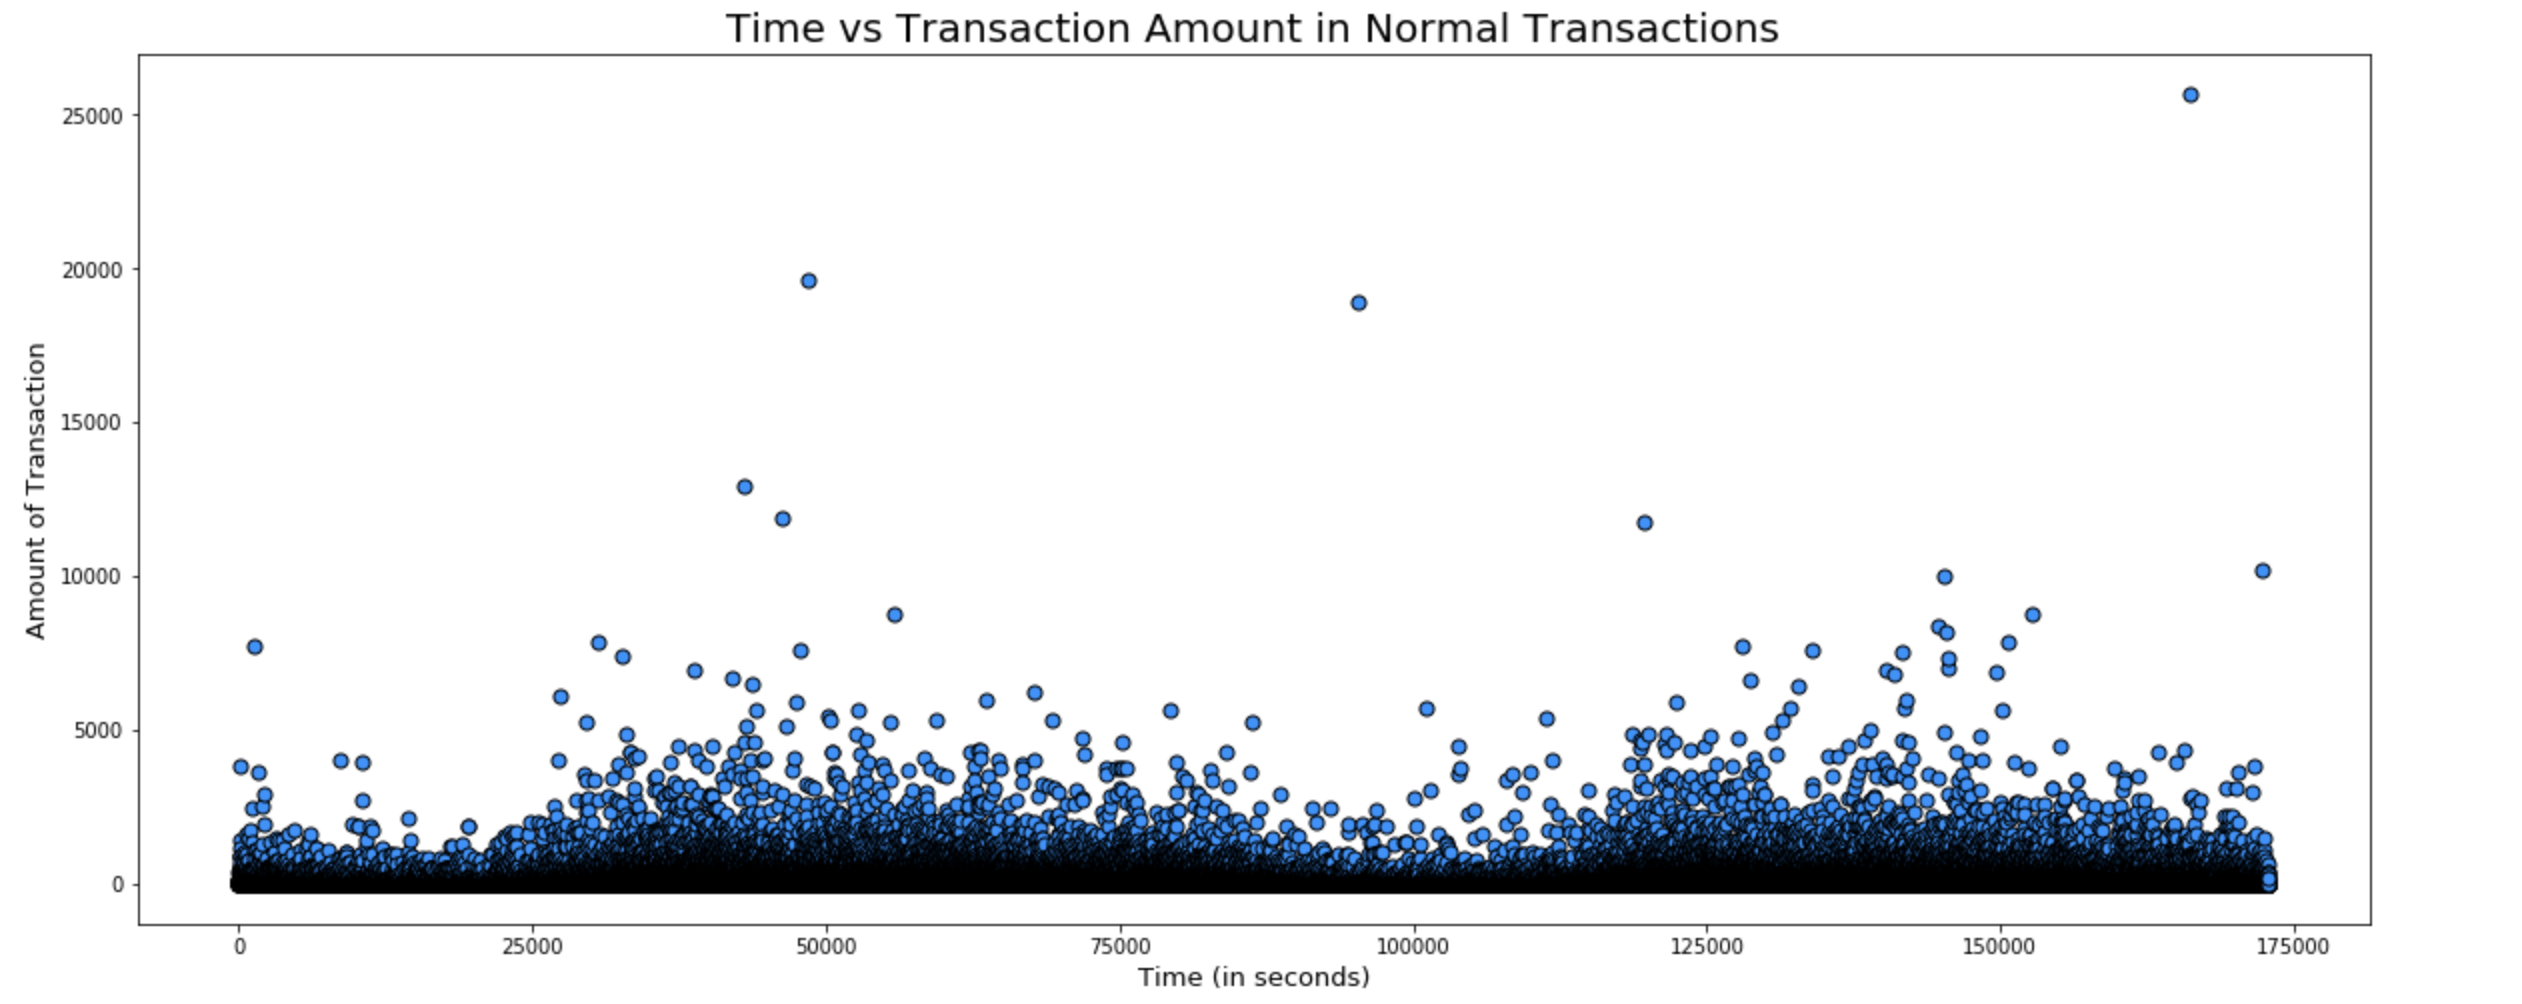 Time vs Transaction Amount in Normal Transactions
25000
20000
15000
10000
5000
0
Amount of Transaction
0 25000 50000 75000 100000 125000 150000 175000
Time (in seconds)